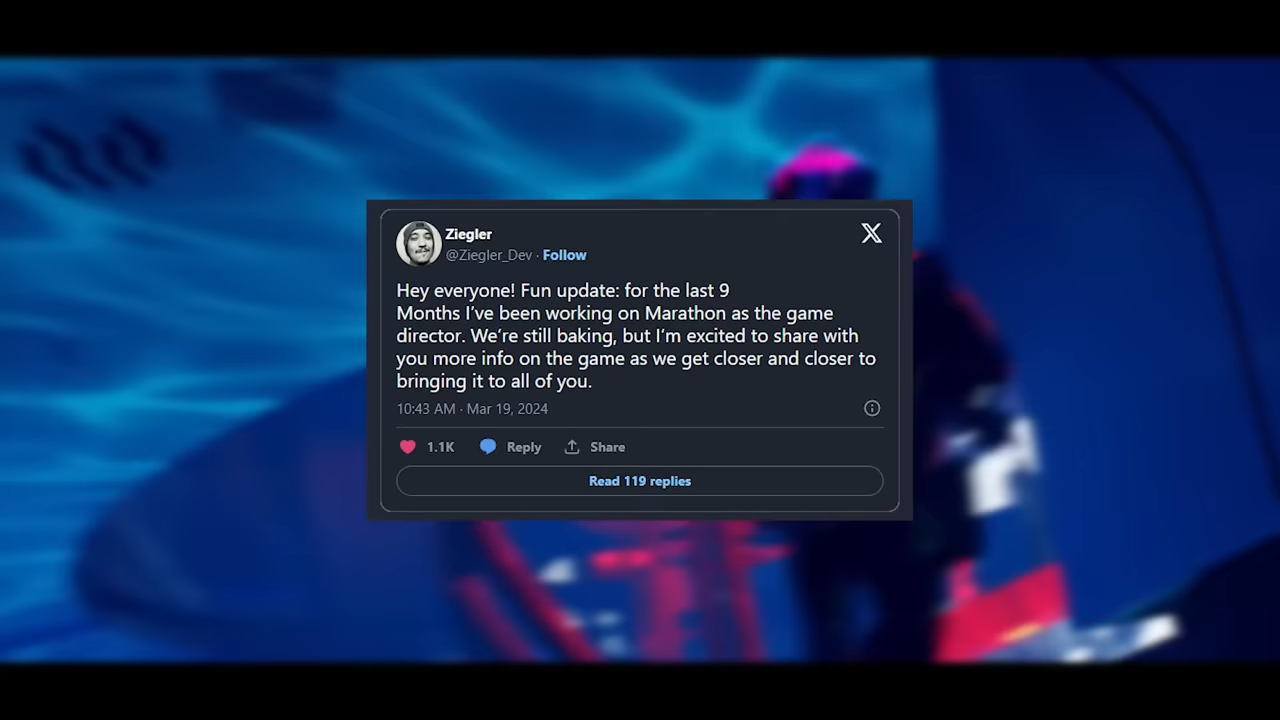 Ziegler
@Ziegler_Dev · Follow
Hey everyone! Fun update: for the last 9
Months I’ve been working on Marathon as the game
director. We’re still baking, but I’m excited to share with
you more info on the game as we get closer and closer to
bringing it to all of you.
10:43 AM · Mar 19, 2024
1.1K Reply Share
Read 119 replies